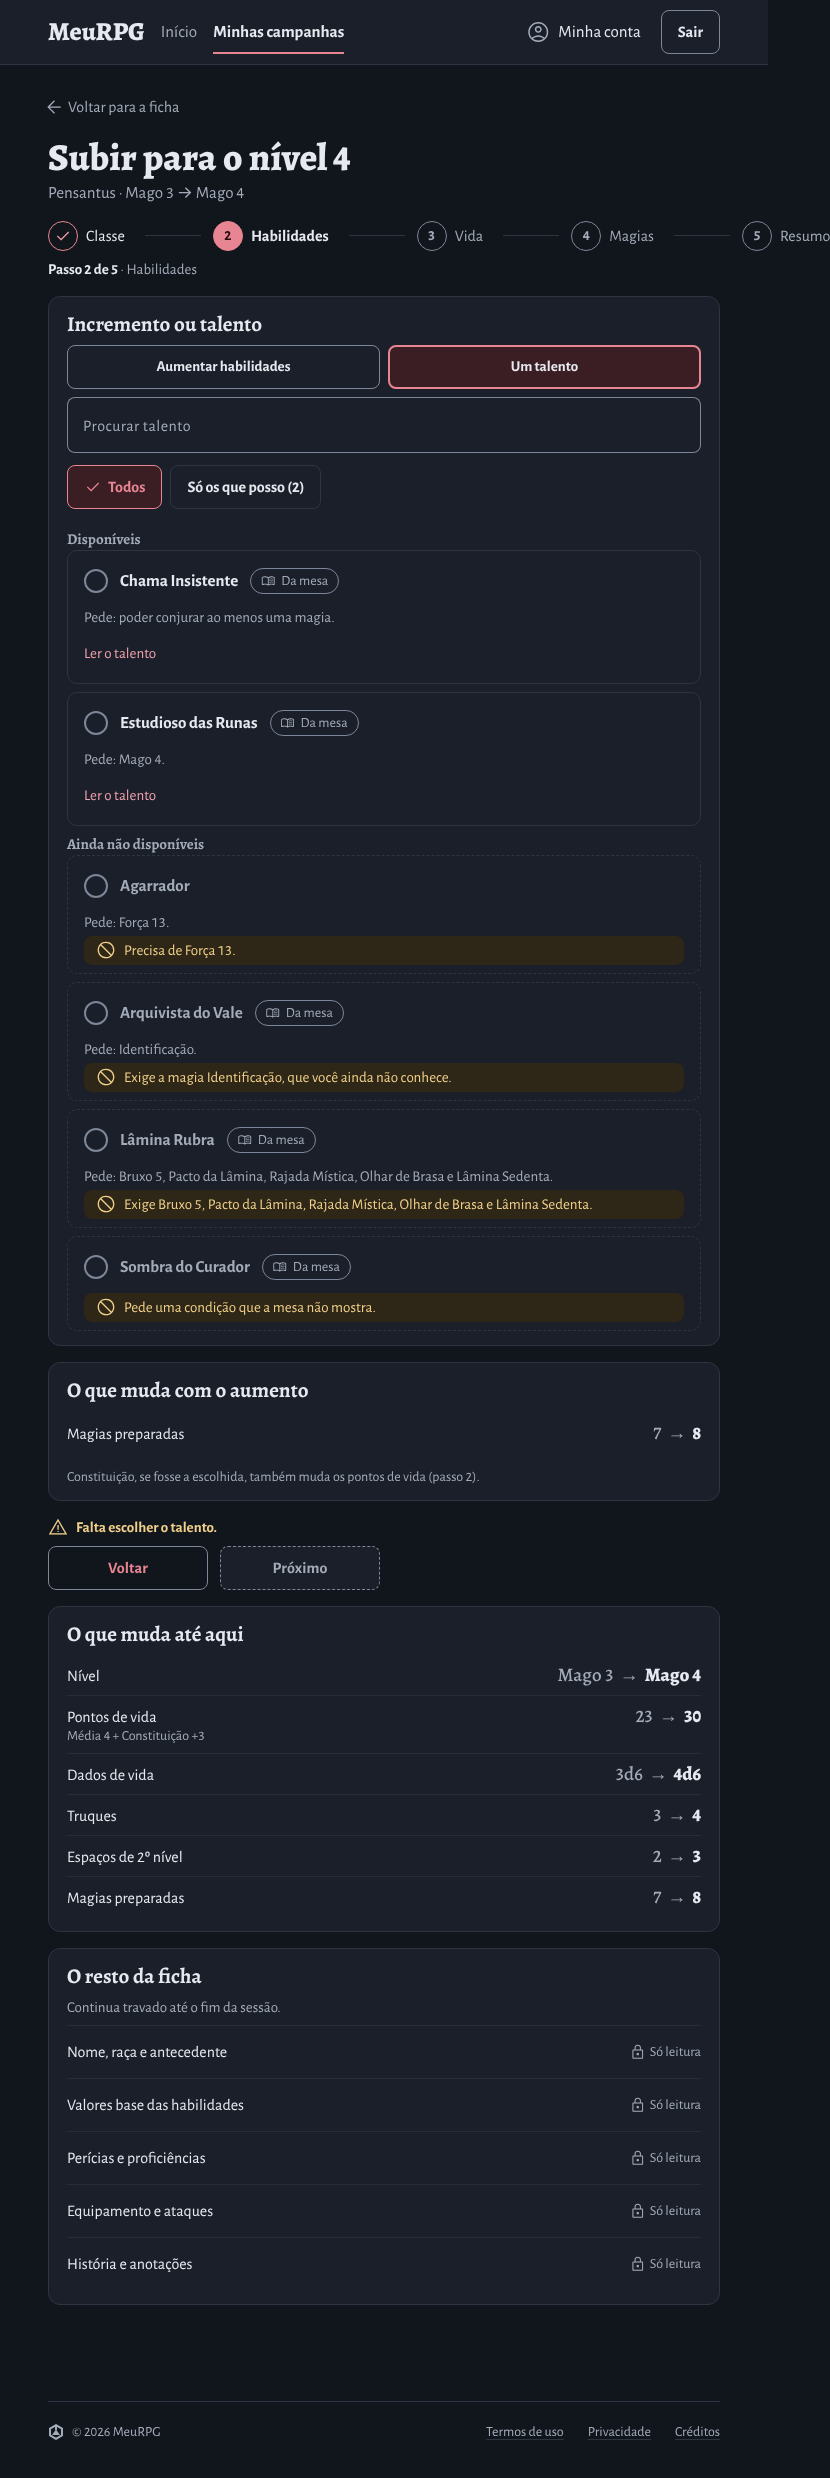 MeuRPG Início Minhas campanhas Minha conta Sair
Voltar para a ficha
Subir para o nível 4
Pensantus · Mago 3 → Mago 4
Classe 2 Habilidades 3 Vida 4 Magias 5 Resumo
Passo 2 de 5 · Habilidades
Incremento ou talento
Aumentar habilidades Um talento
Procurar talento
Todos Só os que posso (2)
Disponíveis
Chama Insistente Da mesa
Pede: poder conjurar ao menos uma magia.
Ler o talento
Estudioso das Runas Da mesa
Pede: Mago 4.
Ler o talento
Ainda não disponíveis
Agarrador
Pede: Força 13.
Precisa de Força 13.
Arquivista do Vale Da mesa
Pede: Identificação.
Exige a magia Identificação, que você ainda não conhece.
Lâmina Rubra Da mesa
Pede: Bruxo 5, Pacto da Lâmina, Rajada Mística, Olhar de Brasa e Lâmina Sedenta.
Exige Bruxo 5, Pacto da Lâmina, Rajada Mística, Olhar de Brasa e Lâmina Sedenta.
Sombra do Curador Da mesa
Pede uma condição que a mesa não mostra.
O que muda com o aumento
Magias preparadas 7 → 8
Constituição, se fosse a escolhida, também muda os pontos de vida (passo 2).
Falta escolher o talento.
Voltar Próximo
O que muda até aqui
Nível Mago 3 → Mago 4
Pontos de vida 23 → 30
Média 4 + Constituição +3
Dados de vida 3d6 → 4d6
Truques 3 → 4
Espaços de 2º nível 2 → 3
Magias preparadas 7 → 8
O resto da ficha
Continua travado até o fim da sessão.
Nome, raça e antecedente Só leitura
Valores base das habilidades Só leitura
Perícias e proficiências Só leitura
Equipamento e ataques Só leitura
História e anotações Só leitura
© 2026 MeuRPG Termos de uso Privacidade Créditos